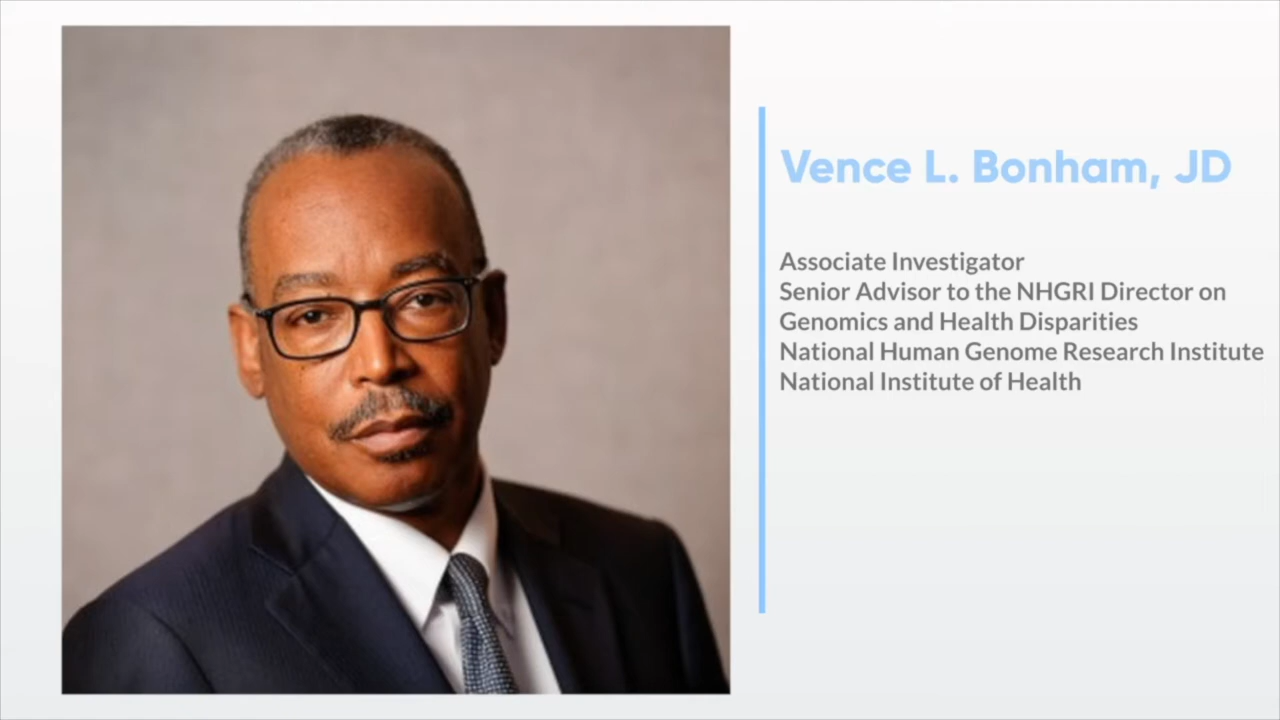 Vence L. Bonham, JD
Associate Investigator
Senior Advisor to the NHGRI Director on
Genomics and Health Disparities
National Human Genome Research Institute
National Institute of Health